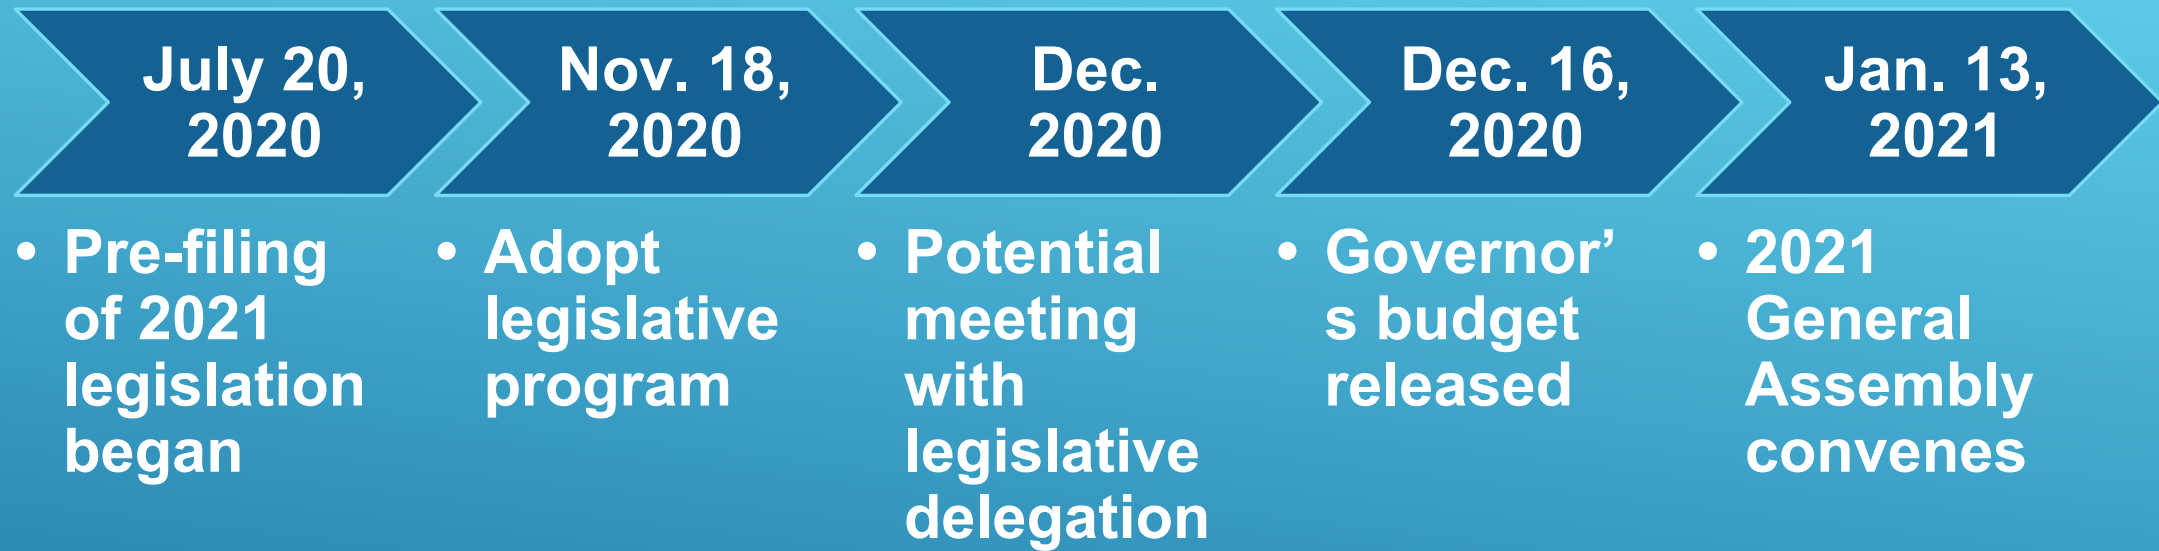 July 20,
2020
• Pre-filing
of 2021
legislation
began
Nov. 18,
2020
• Adopt
legislative
program
Dec.
2020
• Potential
meeting
with
legislative
delegation
Dec. 16,
2020
• Governor’
s budget
released
Jan. 13,
2021
• 2021
General
Assembly
convenes